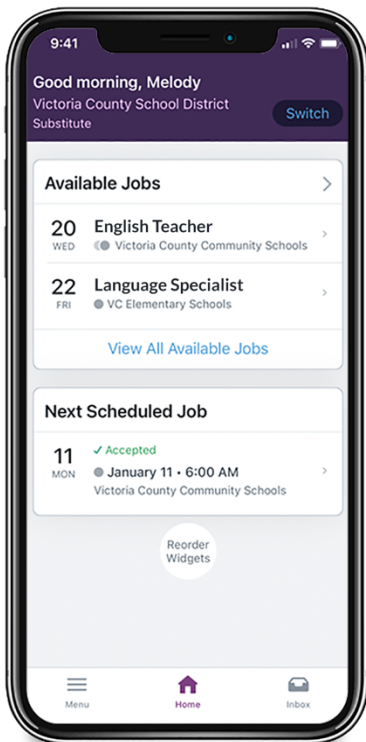 9:41
Good morning, Melody
Victoria County School District
Substitute
Switch
Available Jobs
20
WED
English Teacher
Victoria County Community Schools
22
FRI
Language Specialist
VC Elementary Schools
View All Available Jobs
Next Scheduled Job
11
MON
✓ Accepted
January 11 • 6:00 AM
Victoria County Community Schools
Reorder
Widgets
Menu
Home
Inbox